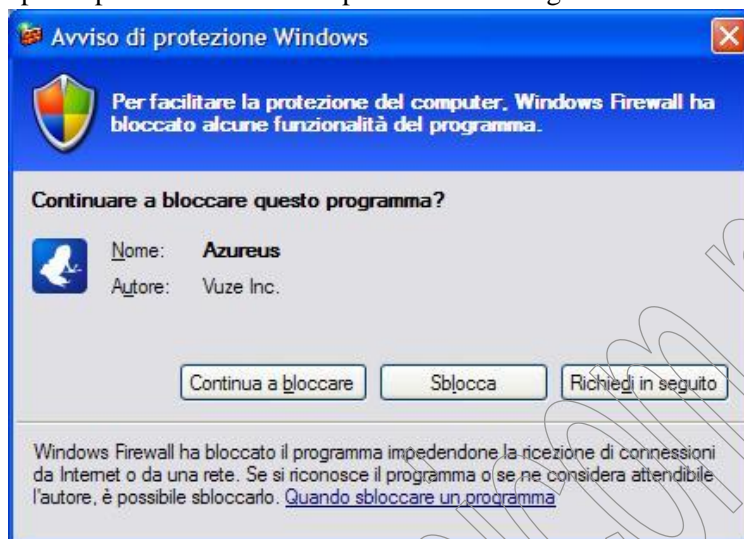 Avviso di protezione Windows
Per facilitare la protezione del computer, Windows Firewall ha
bloccato alcune funzionalità del programma.
Continuare a bloccare questo programma?
Nome: Azureus
Autore: Vuze Inc.
Continua a bloccare Sblocca Richiedi in seguito
Windows Firewall ha bloccato il programma impedendone la ricezione di connessioni
da Internet o da una rete. Se si riconosce il programma o se ne considera attendibile
l'autore, è possibile sbloccarlo. Quando sbloccare un programma